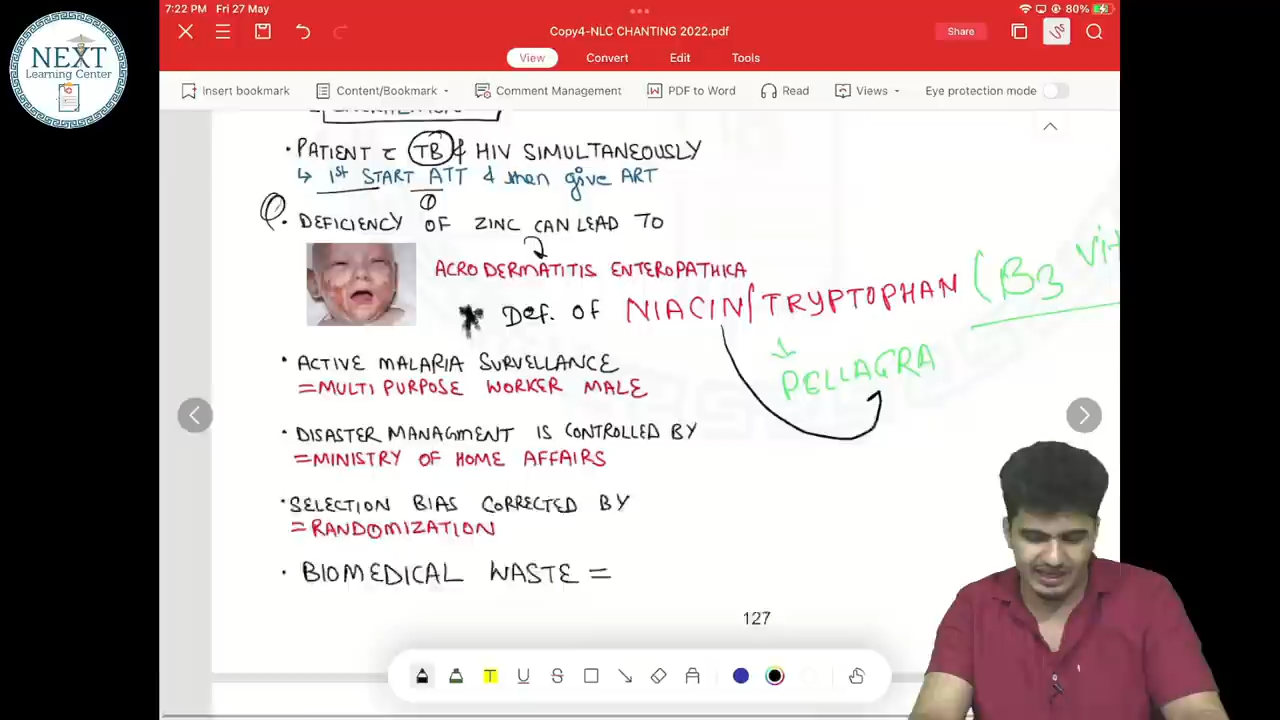 7:22 PM Fri 27 May
80%
NEXT
Learning Center
Copy4-NLC CHANTING 2022.pdf
Share
View Convert Edit Tools
Insert bookmark Content/Bookmark Comment Management PDF to Word Read Views Eye protection mode
• PATIENT c TB & HIV SIMULTANEOUSLY
↳ 1st START ATT & then give ART
Q. DEFICIENCY OF ZINC CAN LEAD TO
ACRODERMATITIS ENTEROPATHICA
* Def. OF NIACIN/TRYPTOPHAN (B3 Vit
↓
PELLAGRA
• ACTIVE MALARIA SURVELLANCE
= MULTI PURPOSE WORKER MALE
• DISASTER MANAGMENT IS CONTROLLED BY
= MINISTRY OF HOME AFFAIRS
• SELECTION BIAS CORRECTED BY
= RANDOMIZATION
• BIOMEDICAL WASTE =
127
T U S